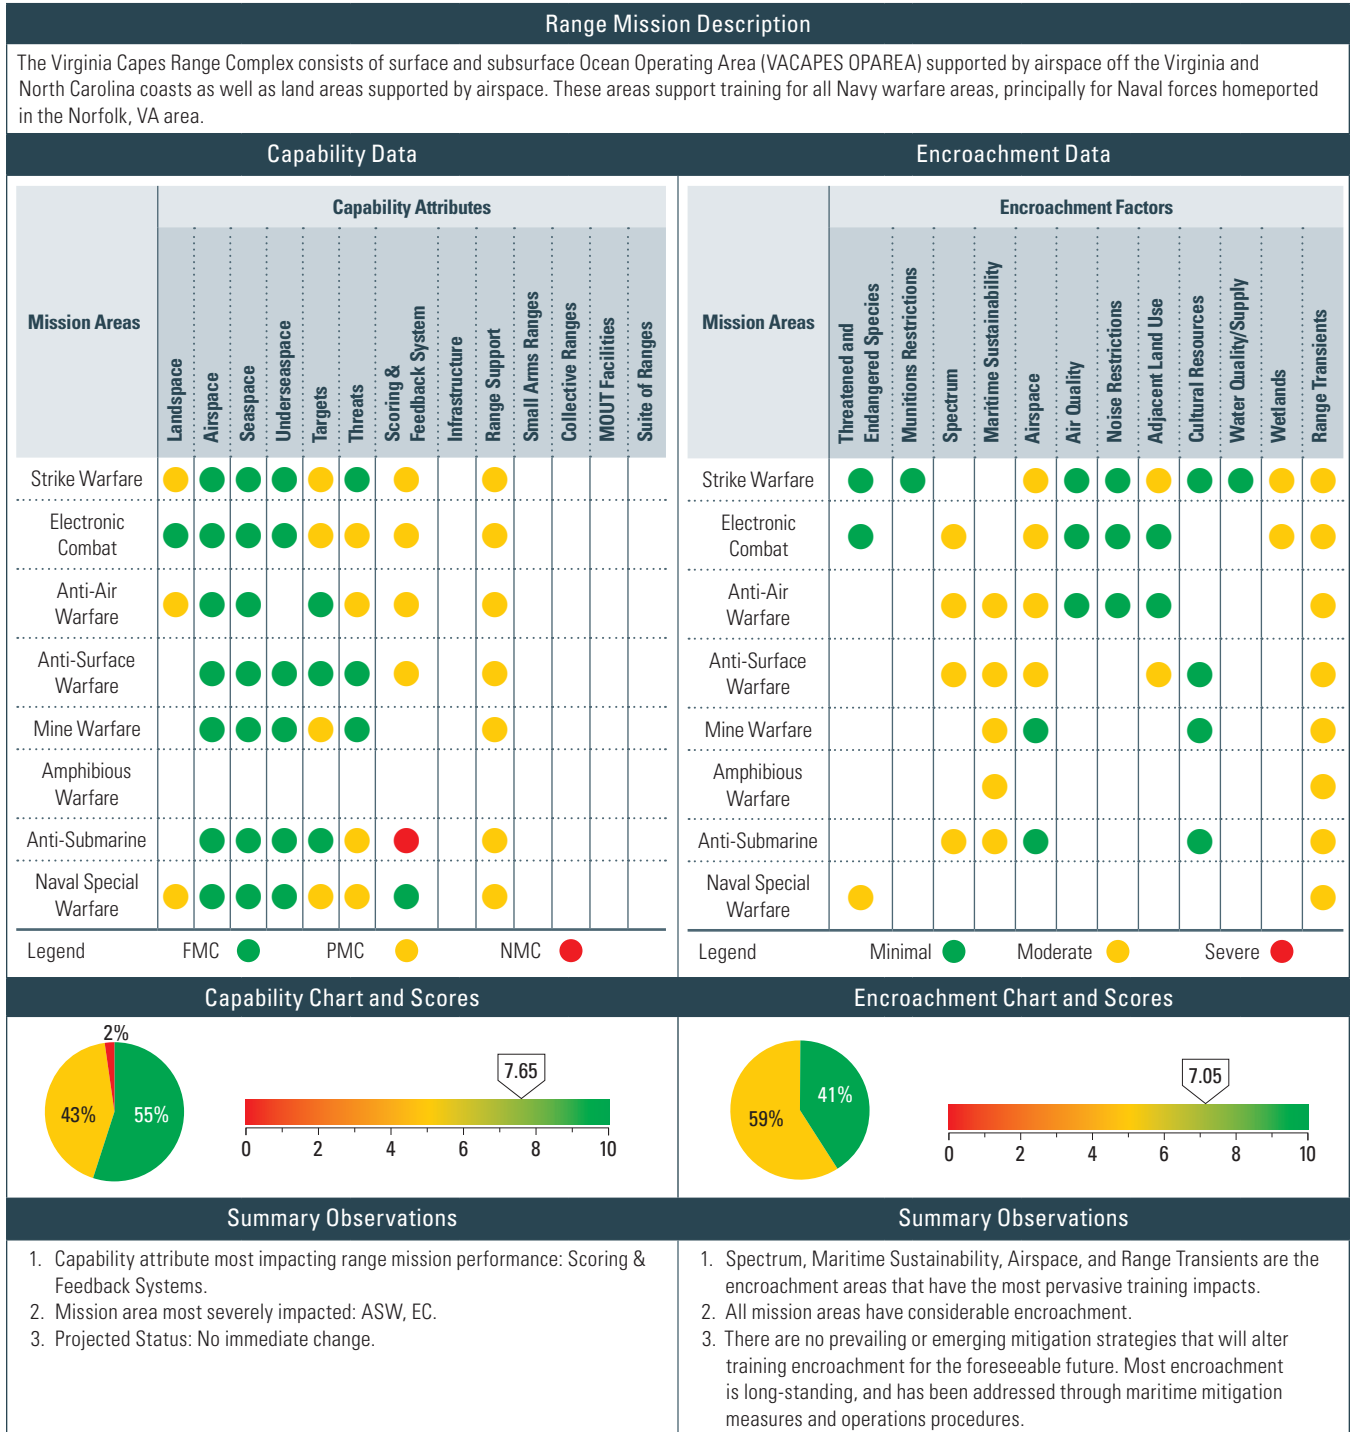 Range Mission Description
The Virginia Capes Range Complex consists of surface and subsurface Ocean Operating Area (VACAPES OPAREA) supported by airspace off the Virginia and
North Carolina coasts as well as land areas supported by airspace. These areas support training for all Navy warfare areas, principally for Naval forces homeported
in the Norfolk, VA area.
Capability Data
Mission Areas
Capability Attributes
Landspace
Airspace
Seaspace
Underseaspace
Targets
Threats
Scoring &
Feedback System
Infrastructure
Range Support
Small Arms Ranges
Collective Ranges
MOUT Facilities
Suite of Ranges
Strike Warfare
Electronic
Combat
Anti-Air
Warfare
Anti-Surface
Warfare
Mine Warfare
Amphibious
Warfare
Anti-Submarine
Naval Special
Warfare
Legend FMC PMC NMC
Encroachment Data
Mission Areas
Encroachment Factors
Threatened and
Endangered Species
Munitions Restrictions
Spectrum
Maritime Sustainability
Airspace
Air Quality
Noise Restrictions
Adjacent Land Use
Cultural Resources
Water Quality/Supply
Wetlands
Range Transients
Strike Warfare
Electronic
Combat
Anti-Air
Warfare
Anti-Surface
Warfare
Mine Warfare
Amphibious
Warfare
Anti-Submarine
Naval Special
Warfare
Legend Minimal Moderate Severe
Capability Chart and Scores
2%
43%
55%
7.65
0 2 4 6 8 10
Encroachment Chart and Scores
41%
59%
7.05
0 2 4 6 8 10
Summary Observations
1. Capability attribute most impacting range mission performance: Scoring &
Feedback Systems.
2. Mission area most severely impacted: ASW, EC.
3. Projected Status: No immediate change.
Summary Observations
1. Spectrum, Maritime Sustainability, Airspace, and Range Transients are the
encroachment areas that have the most pervasive training impacts.
2. All mission areas have considerable encroachment.
3. There are no prevailing or emerging mitigation strategies that will alter
training encroachment for the foreseeable future. Most encroachment
is long-standing, and has been addressed through maritime mitigation
measures and operations procedures.